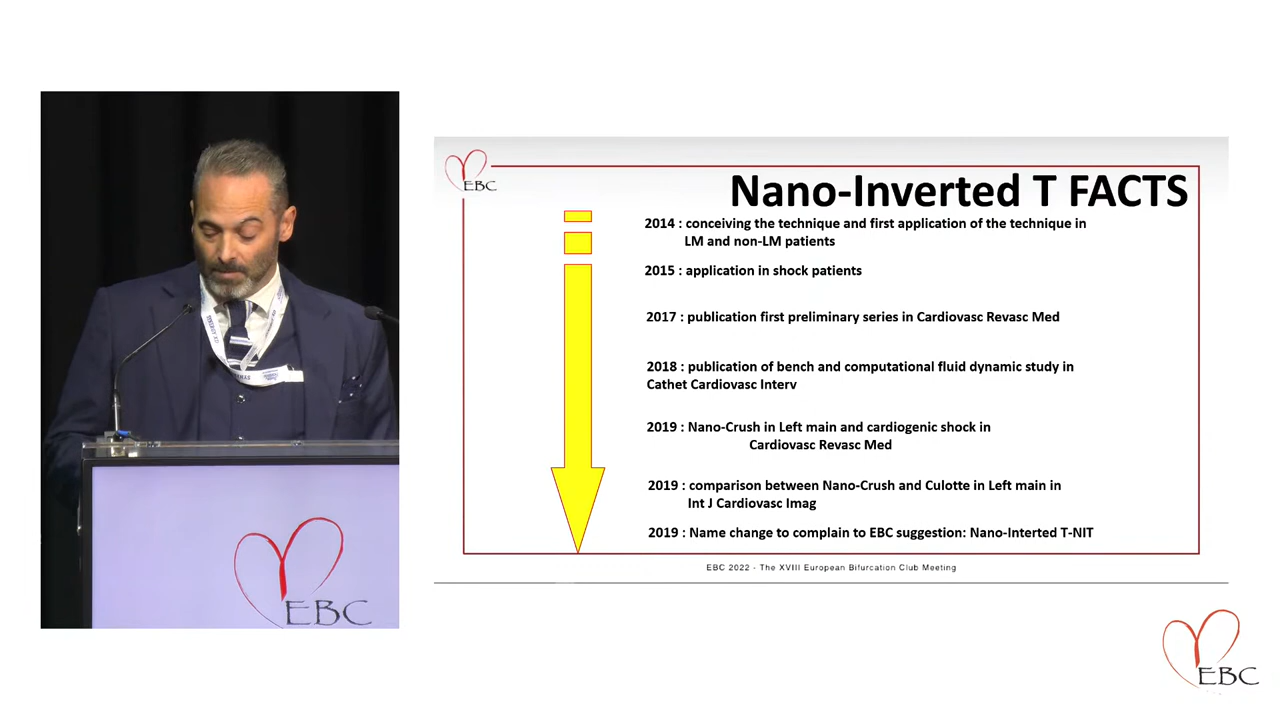 EBC
Nano-Inverted T FACTS
2014 : conceiving the technique and first application of the technique in
LM and non-LM patients
2015 : application in shock patients
2017 : publication first preliminary series in Cardiovasc Revasc Med
2018 : publication of bench and computational fluid dynamic study in
Cathet Cardiovasc Interv
2019 : Nano-Crush in Left main and cardiogenic shock in
Cardiovasc Revasc Med
2019 : comparison between Nano-Crush and Culotte in Left main in
Int J Cardiovasc Imag
2019 : Name change to complain to EBC suggestion: Nano-Interted T-NIT
EBC 2022 - The XVIII European Bifurcation Club Meeting
EBC
EBC